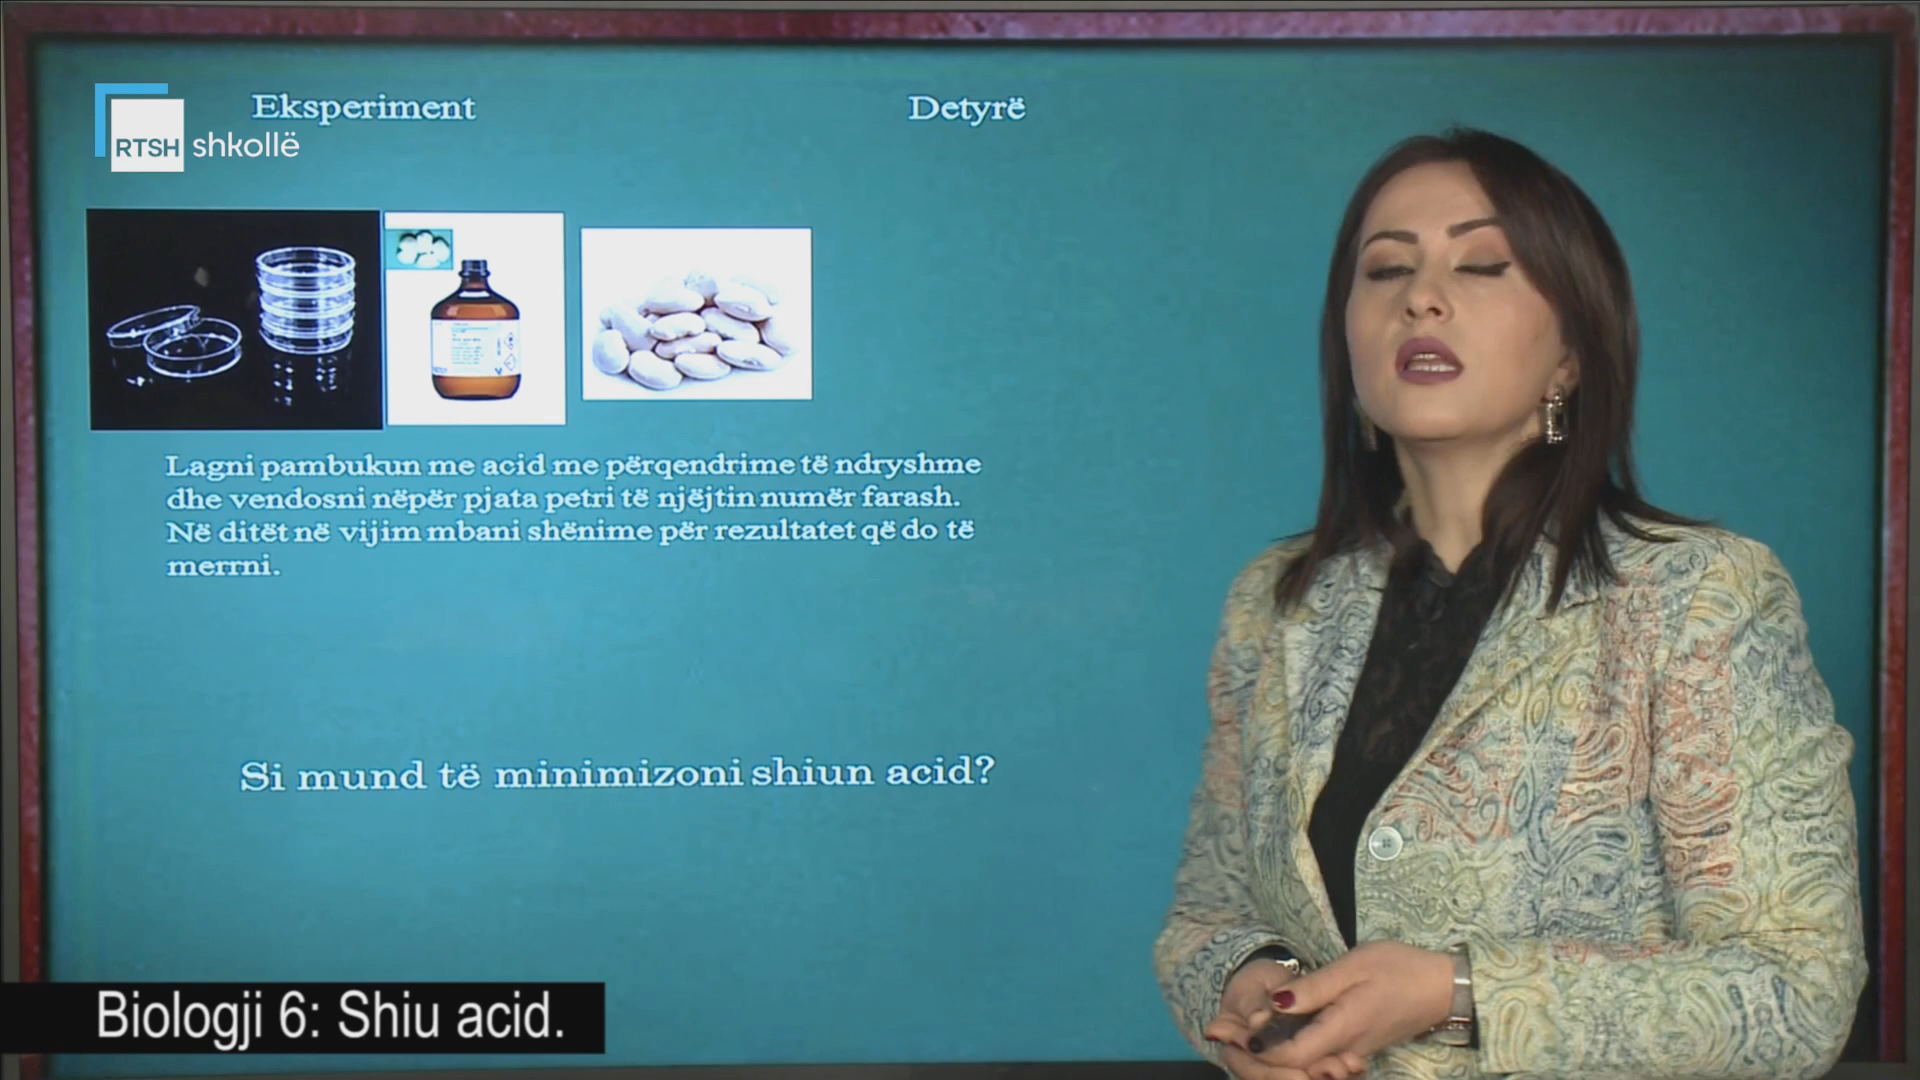 Eksperiment
Detyrë
RTSH shkollë
Lagni pambukun me acid me përqendrime të ndryshme
dhe vendosni nëpër pjata petri të njëjtin numër farash.
Në ditët në vijim mbani shënime për rezultatet që do të
merrni.
Si mund të minimizoni shiun acid?
Biologji 6: Shiu acid.